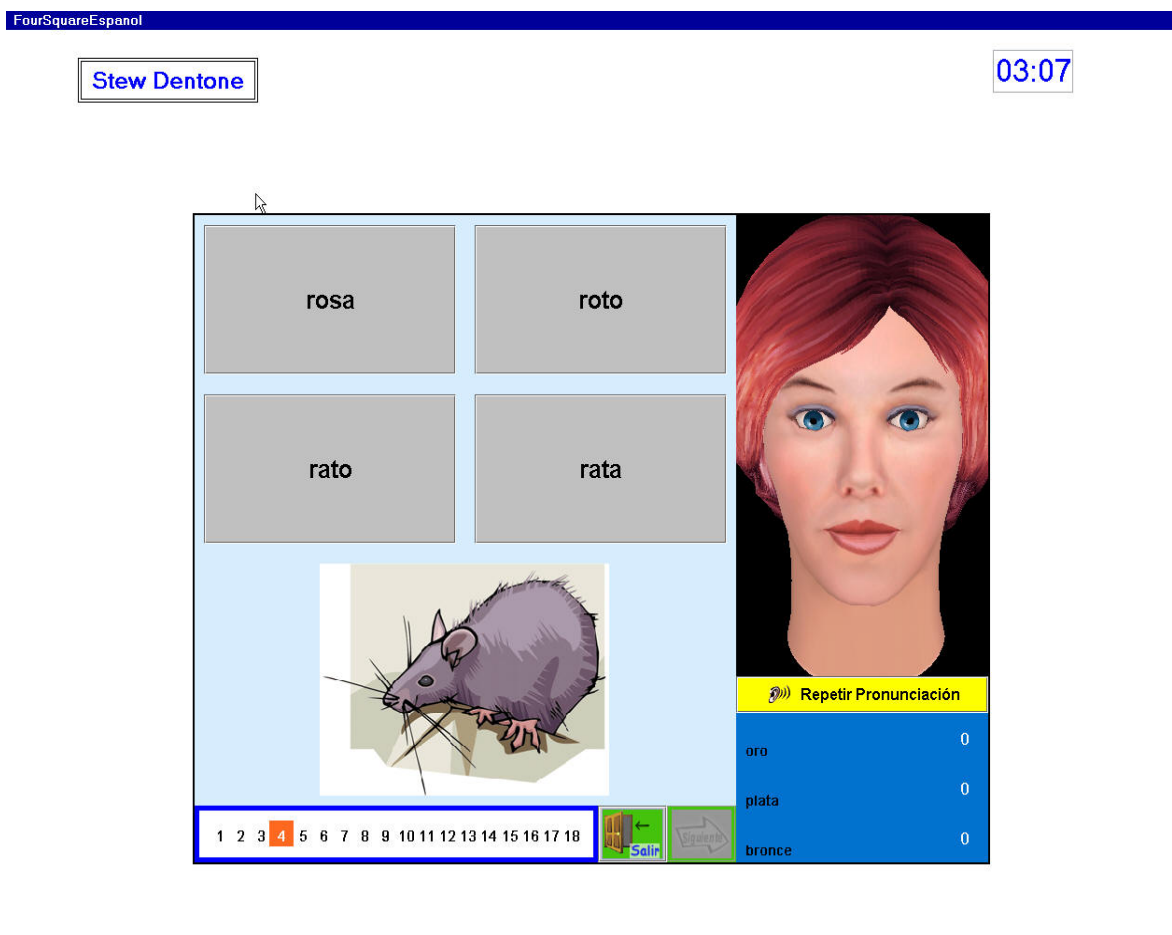 FourSquareEspanol
Stew Dentone
03:07
rosa
roto
rato
rata
Repetir Pronunciación
oro 0
plata 0
bronce 0
1 2 3 4 5 6 7 8 9 10 11 12 13 14 15 16 17 18
Salir
Siguiente